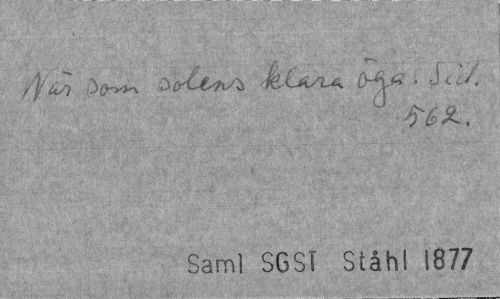 När som solens klara öga. Sid.
562.
Saml SGST Ståhl 1877